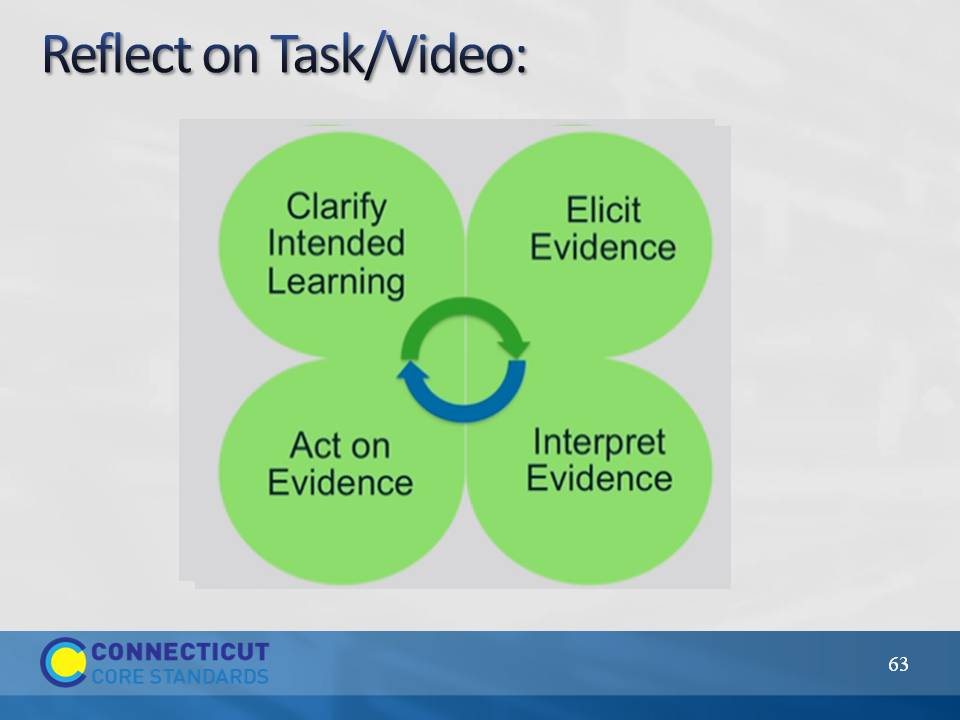 Reflect on Task/Video:
Clarify
Intended
Learning
Elicit
Evidence
Act on
Evidence
Interpret
Evidence
CONNECTICUT
CORE STANDARDS
63